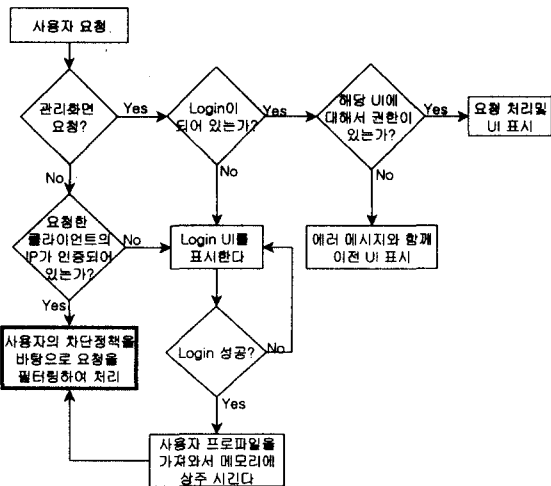 사용자 요청
관리화면
요청?
Yes
Login이
되어 있는가?
Yes
해당 UI에
대해서 권한이
있는가?
Yes
요청 처리및
UI 표시
No
No
No
요청한
클라이언트의
IP가 인증되어
있는가?
No
Login UI를
표시한다
에러 메시지와 함께
이전 UI 표시
Yes
사용자의 차단정책을
바탕으로 요청을
필터링하여 처리
Login 성공?
No
Yes
사용자 프로파일을
가져와서 메모리에
상주 시킨다